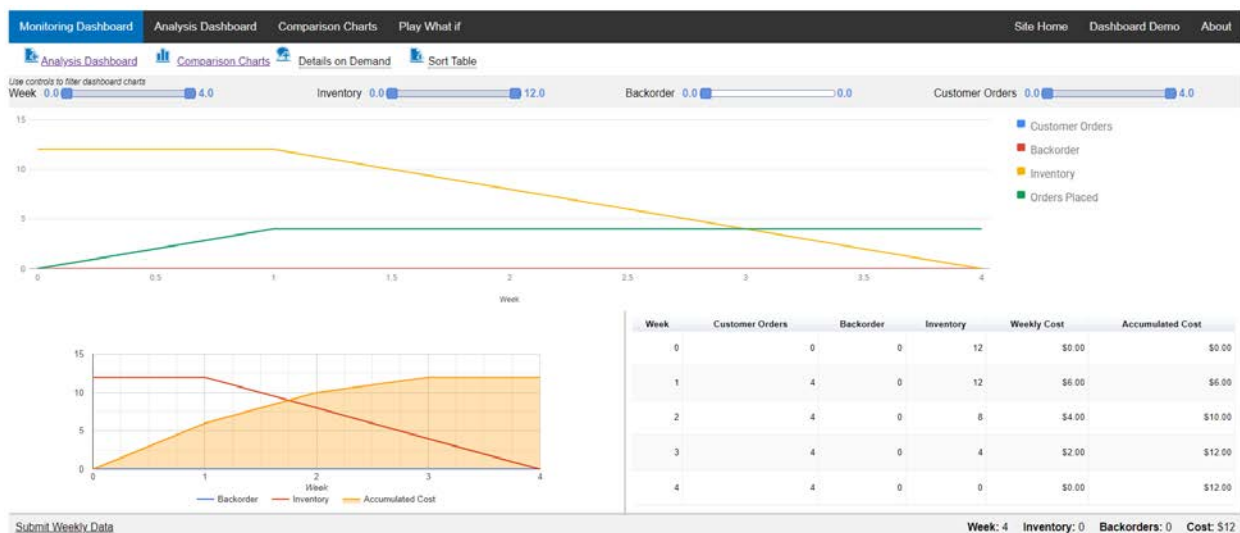 Monitoring Dashboard Analysis Dashboard Comparison Charts Play What if Site Home Dashboard Demo About
Analysis Dashboard Comparison Charts Details on Demand Sort Table
Use controls to filter dashboard charts
Week 0.0 4.0 Inventory 0.0 12.0 Backorder 0.0 0.0 Customer Orders 0.0 4.0
15
10
5
0
0 0.5 1 1.5 2 2.5 3 3.5 4
Week
Customer Orders
Backorder
Inventory
Orders Placed
15
10
5
0
0 1 2 3 4
Week
Backorder Inventory Accumulated Cost
Week Customer Orders Backorder Inventory Weekly Cost Accumulated Cost
0 0 0 12 $0.00 $0.00
1 4 0 12 $6.00 $6.00
2 4 0 8 $4.00 $10.00
3 4 0 4 $2.00 $12.00
4 4 0 0 $0.00 $12.00
Submit Weekly Data Week: 4 Inventory: 0 Backorders: 0 Cost: $12